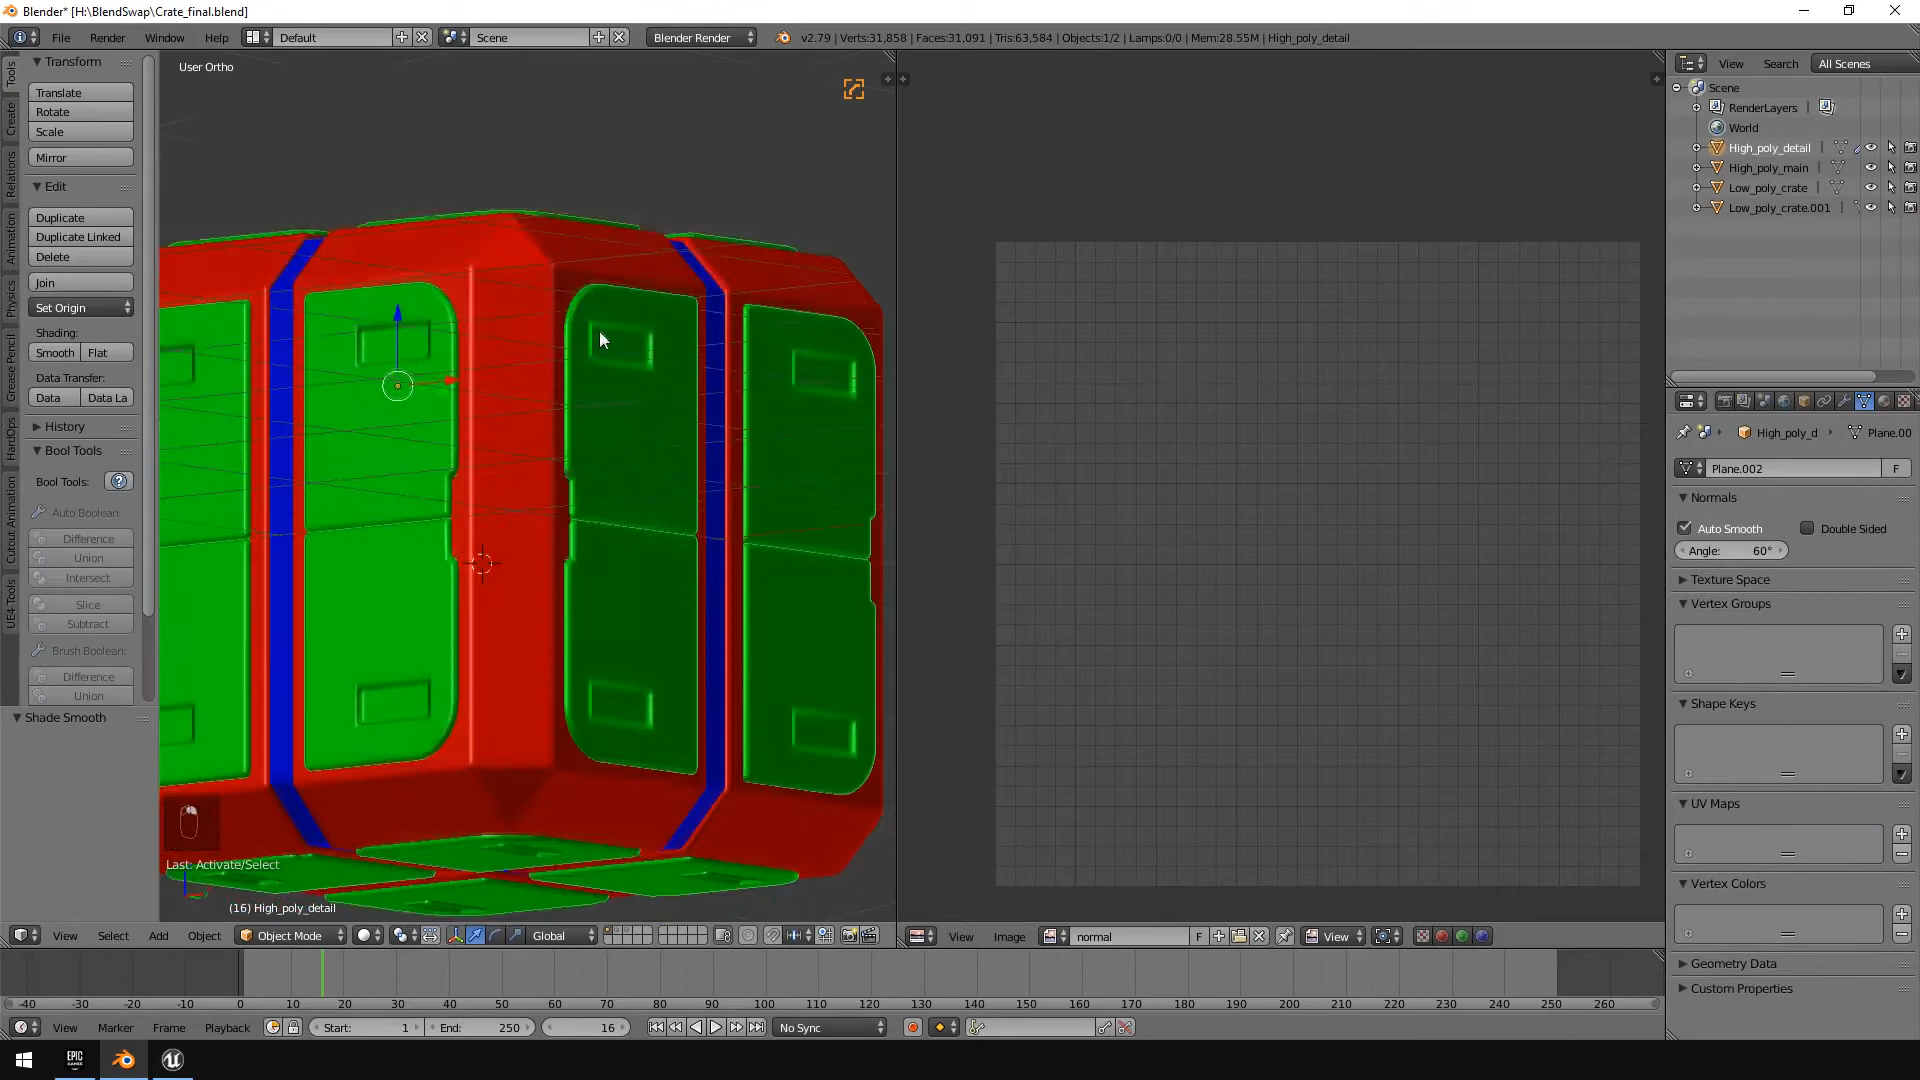 Blender* [H:\BlendSwap\Crate_final.blend]
File Render Window Help Default Scene Blender Render v2.79 | Verts:31,858 | Faces:31,091 | Tris:63,584 | Objects:1/2 | Lamps:0/0 | Mem:28.55M | High_poly_detail
Tools
Create
Relations
Animation
Physics
Grease Pencil
HardOps
Cutout Animation
UE4 Tools
Transform
Translate
Rotate
Scale
Mirror
Edit
Duplicate
Duplicate Linked
Delete
Join
Set Origin
Shading:
Smooth Flat
Data Transfer:
Data Data La
History
Bool Tools
Bool Tools:
Auto Boolean:
Difference
Union
Intersect
Slice
Subtract
Brush Boolean:
Difference
Union
Shade Smooth
User Ortho
Last: Activate/Select
(16) High_poly_detail
View Select Add Object Object Mode Global
View Image normal F View
View Search All Scenes
Scene
RenderLayers
World
High_poly_detail
High_poly_main
Low_poly_crate
Low_poly_crate.001
High_poly_d Plane.00
Plane.002 F
Normals
Auto Smooth Double Sided
Angle: 60°
Texture Space
Vertex Groups
Shape Keys
UV Maps
Vertex Colors
Geometry Data
Custom Properties
-40 -30 -20 -10 0 10 20 30 40 50 60 70 80 90 100 110 120 130 140 150 160 170 180 190 200 210 220 230 240 250 260
View Marker Frame Playback Start: 1 End: 250 16 No Sync
EPIC GAMES